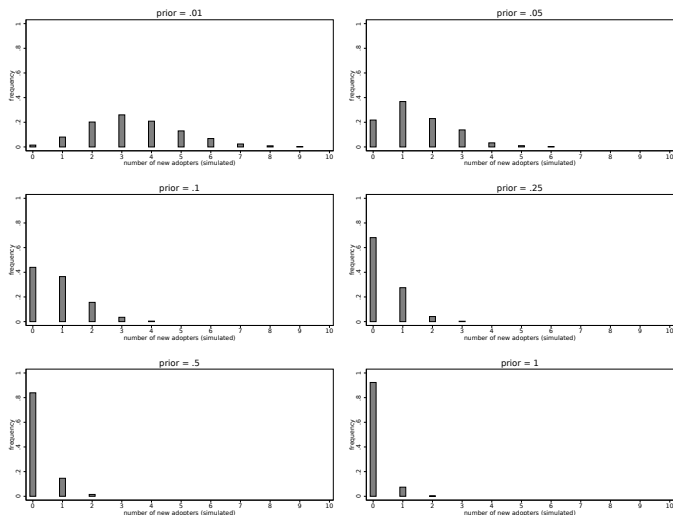 prior = .01
frequency
0 .2 .4 .6 .8 1
0 1 2 3 4 5 6 7 8 9 10
number of new adopters (simulated)
prior = .05
frequency
0 .2 .4 .6 .8 1
0 1 2 3 4 5 6 7 8 9 10
number of new adopters (simulated)
prior = .1
frequency
0 .2 .4 .6 .8 1
0 1 2 3 4 5 6 7 8 9 10
number of new adopters (simulated)
prior = .25
frequency
0 .2 .4 .6 .8 1
0 1 2 3 4 5 6 7 8 9 10
number of new adopters (simulated)
prior = .5
frequency
0 .2 .4 .6 .8 1
0 1 2 3 4 5 6 7 8 9 10
number of new adopters (simulated)
prior = 1
frequency
0 .2 .4 .6 .8 1
0 1 2 3 4 5 6 7 8 9 10
number of new adopters (simulated)